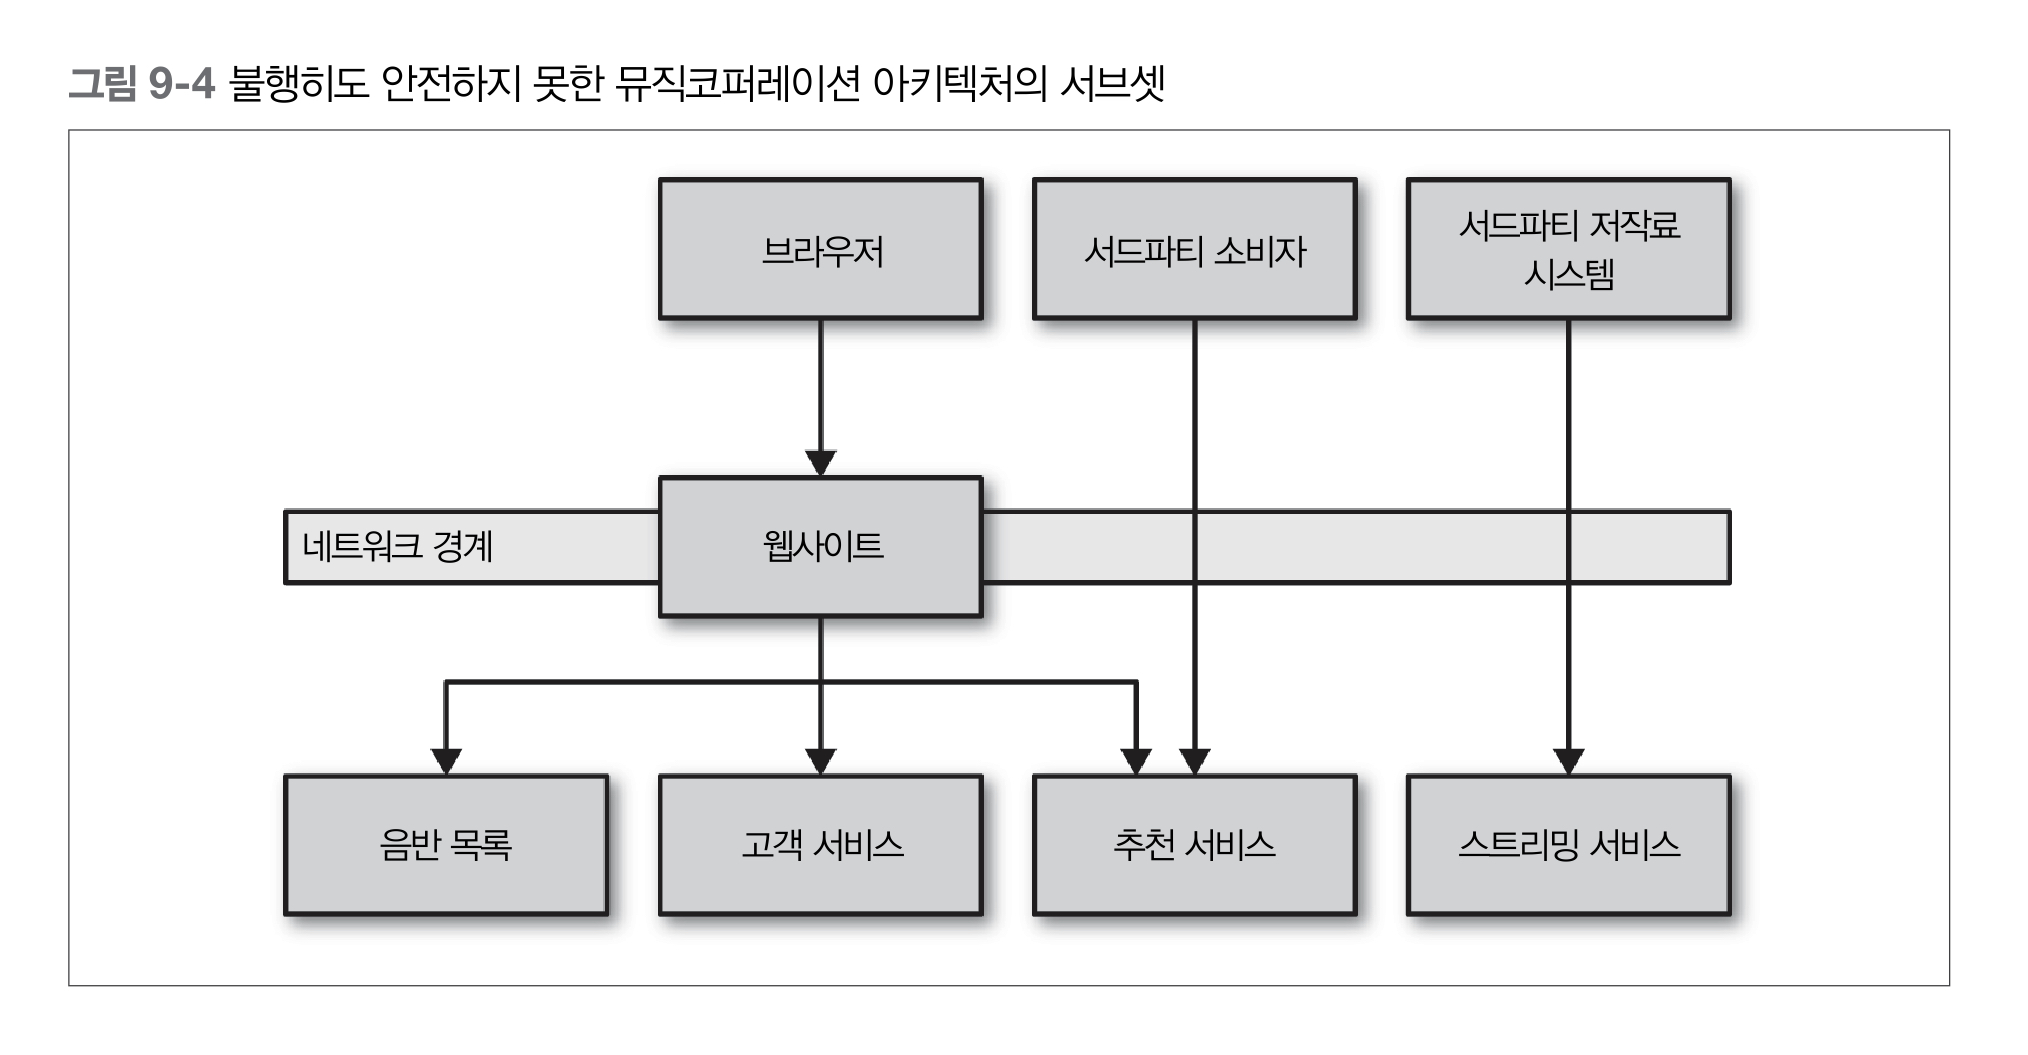 그림 9-4 불행히도 안전하지 못한 뮤직코퍼레이션 아키텍처의 서브셋
브라우저
서드파티 소비자
서드파티 저작료
시스템
네트워크 경계
웹사이트
음반 목록
고객 서비스
추천 서비스
스트리밍 서비스